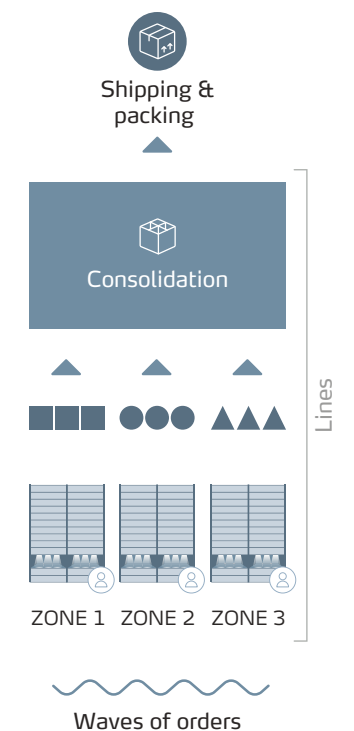 Shipping &
packing
Consolidation
Lines
ZONE 1 ZONE 2 ZONE 3
Waves of orders